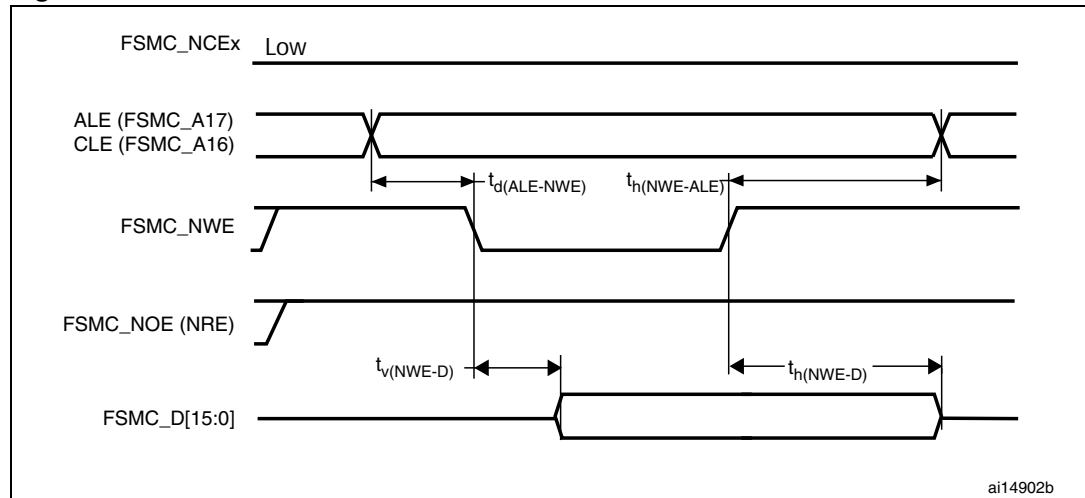 FSMC_NCEx Low
ALE (FSMC_A17)
CLE (FSMC_A16)
td(ALE-NWE) th(NWE-ALE)
FSMC_NWE
FSMC_NOE (NRE)
tv(NWE-D) th(NWE-D)
FSMC_D[15:0]
ai14902b